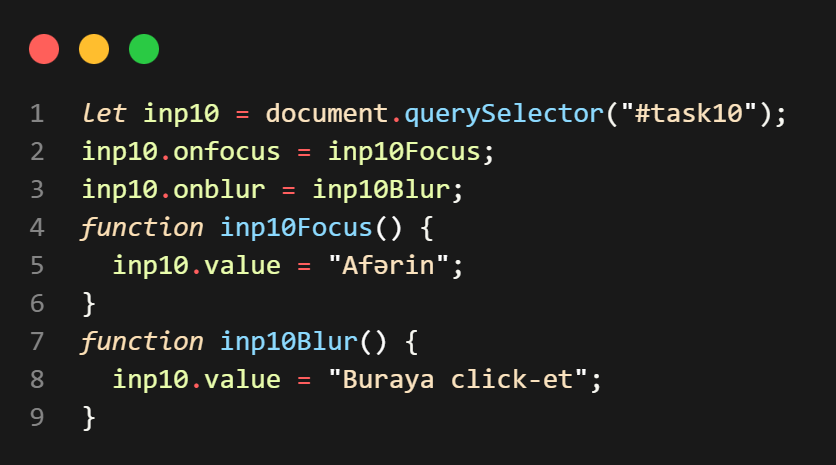 1 let inp10 = document.querySelector("#task10");
2 inp10.onfocus = inp10Focus;
3 inp10.onblur = inp10Blur;
4 function inp10Focus() {
5   inp10.value = "Afərin";
6 }
7 function inp10Blur() {
8   inp10.value = "Buraya click-et";
9 }